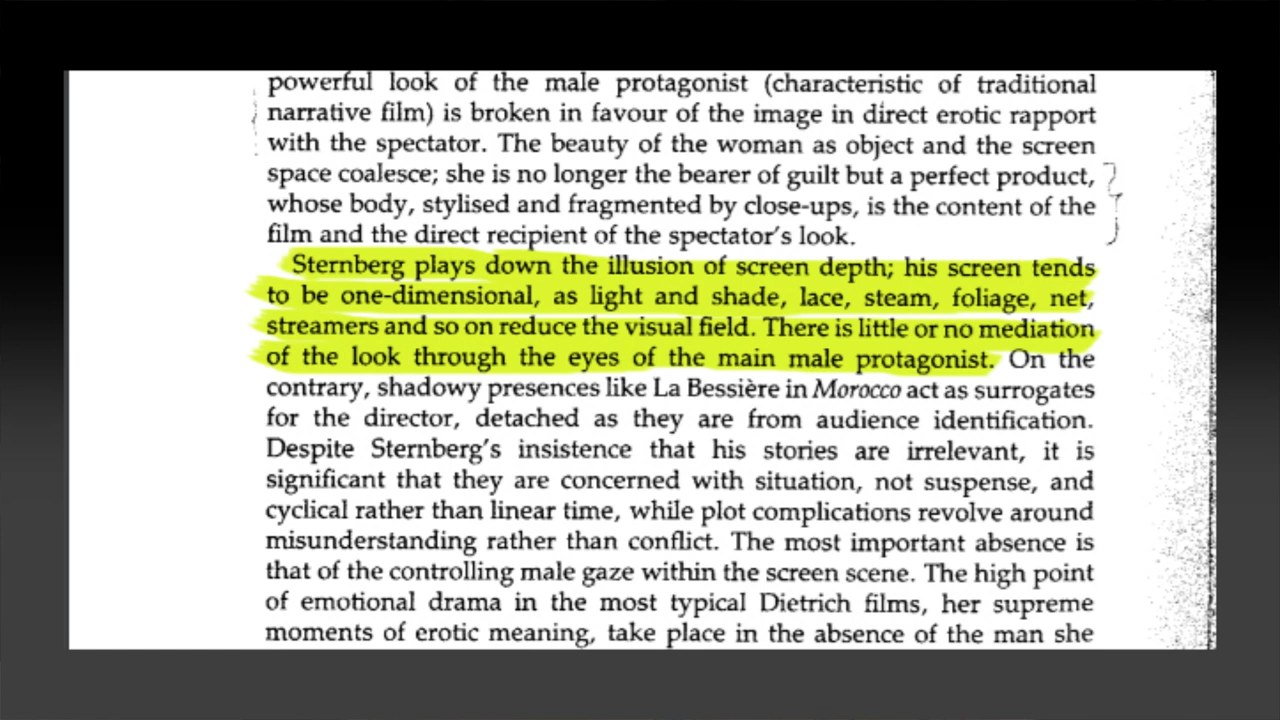 powerful look of the male protagonist (characteristic of traditional
narrative film) is broken in favour of the image in direct erotic rapport
with the spectator. The beauty of the woman as object and the screen
space coalesce; she is no longer the bearer of guilt but a perfect product,
whose body, stylised and fragmented by close-ups, is the content of the
film and the direct recipient of the spectator's look.
Sternberg plays down the illusion of screen depth; his screen tends
to be one-dimensional, as light and shade, lace, steam, foliage, net,
streamers and so on reduce the visual field. There is little or no mediation
of the look through the eyes of the main male protagonist. On the
contrary, shadowy presences like La Bessière in Morocco act as surrogates
for the director, detached as they are from audience identification.
Despite Sternberg's insistence that his stories are irrelevant, it is
significant that they are concerned with situation, not suspense, and
cyclical rather than linear time, while plot complications revolve around
misunderstanding rather than conflict. The most important absence is
that of the controlling male gaze within the screen scene. The high point
of emotional drama in the most typical Dietrich films, her supreme
moments of erotic meaning, take place in the absence of the man she